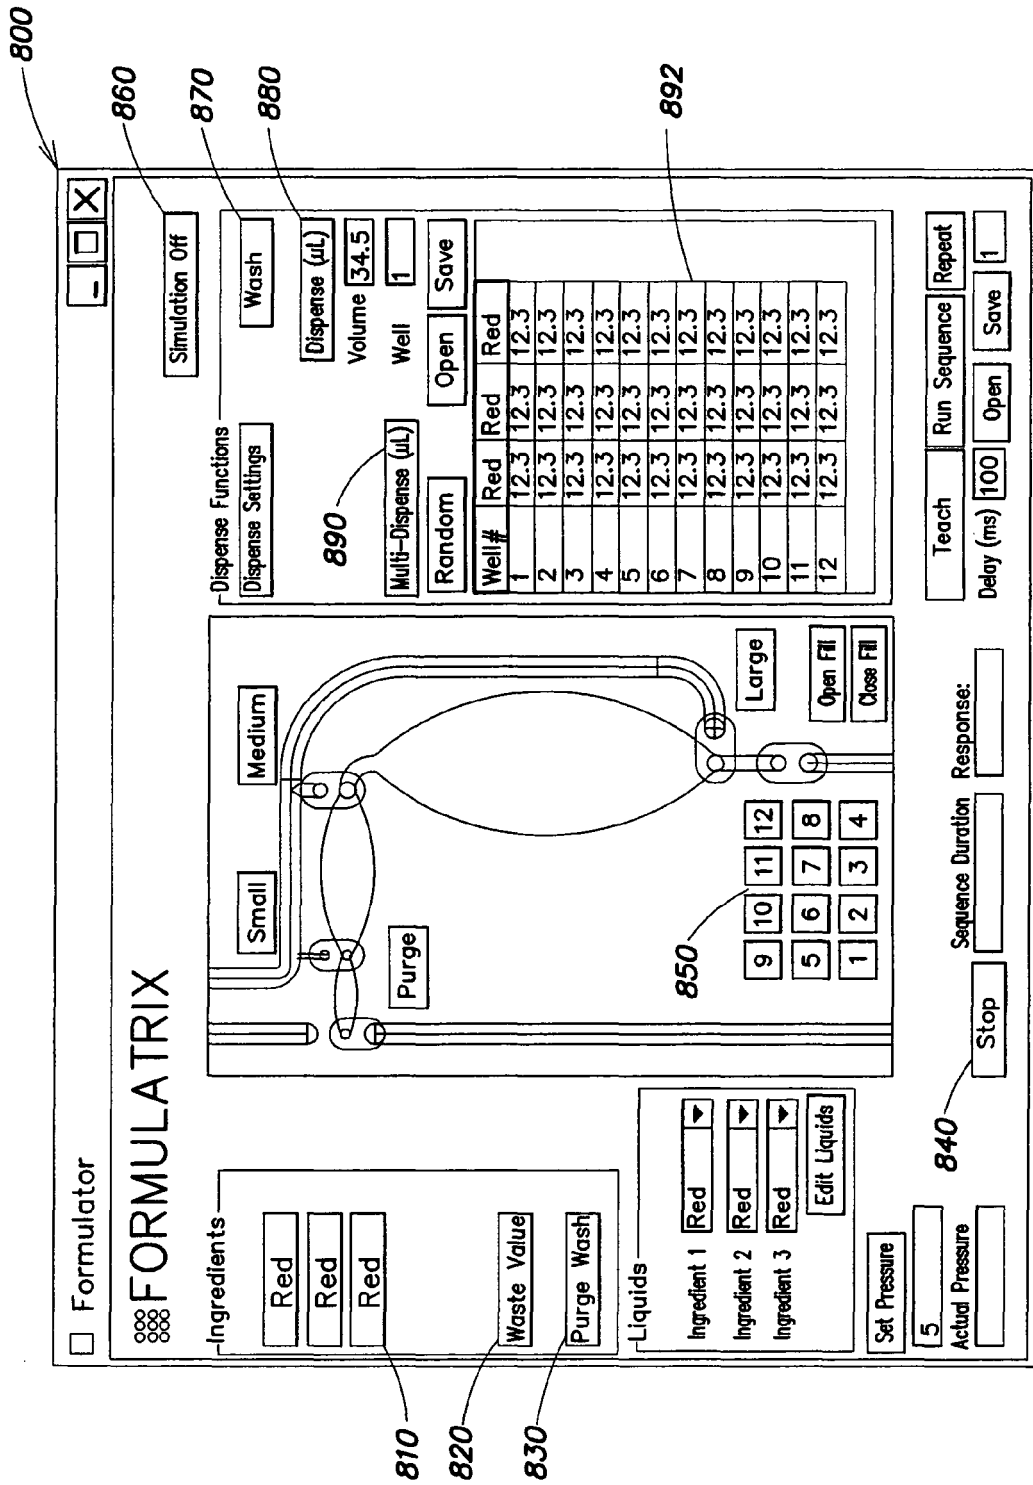 800
Formulator
FORMULATRIX
860
Simulation Off
870
880
Ingredients
Red
Red
Red
810
Waste Value
820
Purge Wash
830
Liquids
Ingredient 1 Red
Ingredient 2 Red
Ingredient 3 Red
Edit Liquids
Set Pressure
5
Actual Pressure
Small
Medium
Purge
Large
850
9 10 11 12
5 6 7 8
1 2 3 4
Open Fill
Close Fill
840
Stop
Sequence Duration
Response:
Dispense Functions
Dispense Settings
Wash
890
Multi-Dispense (µL)
Dispense (µL)
Volume 34.5
Well 1
Random Open Save
892
Well# Red Red Red
1 12.3 12.3 12.3
2 12.3 12.3 12.3
3 12.3 12.3 12.3
4 12.3 12.3 12.3
5 12.3 12.3 12.3
6 12.3 12.3 12.3
7 12.3 12.3 12.3
8 12.3 12.3 12.3
9 12.3 12.3 12.3
10 12.3 12.3 12.3
11 12.3 12.3 12.3
12 12.3 12.3 12.3
Teach Run Sequence Repeat
Delay (ms) 100 Open Save 1